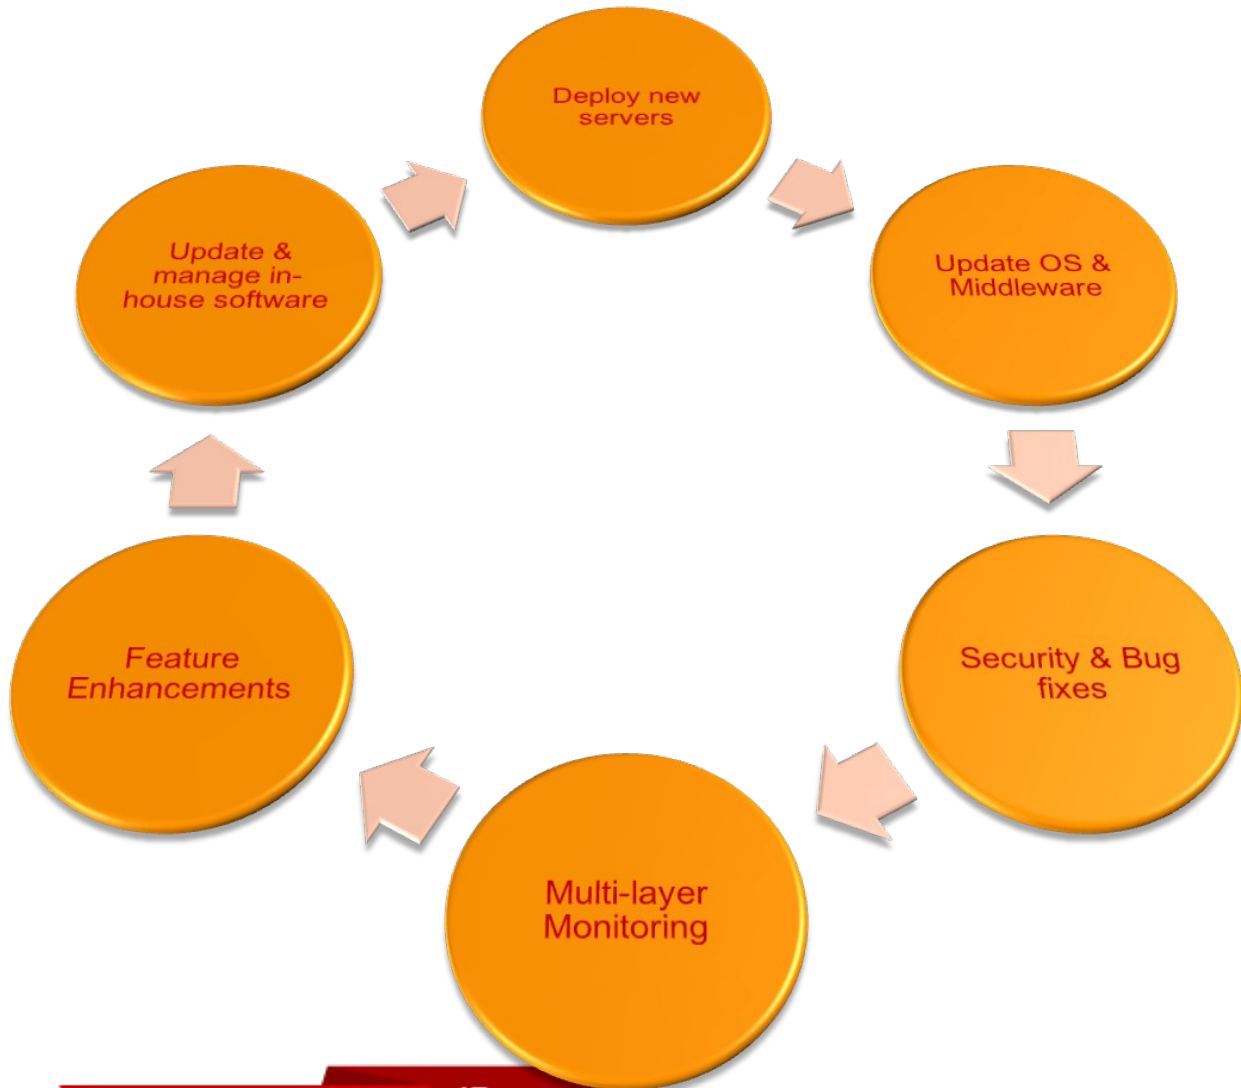 Deploy new
servers
Update OS &
Middleware
Security & Bug
fixes
Multi-layer
Monitoring
Feature
Enhancements
Update &
manage in-
house software